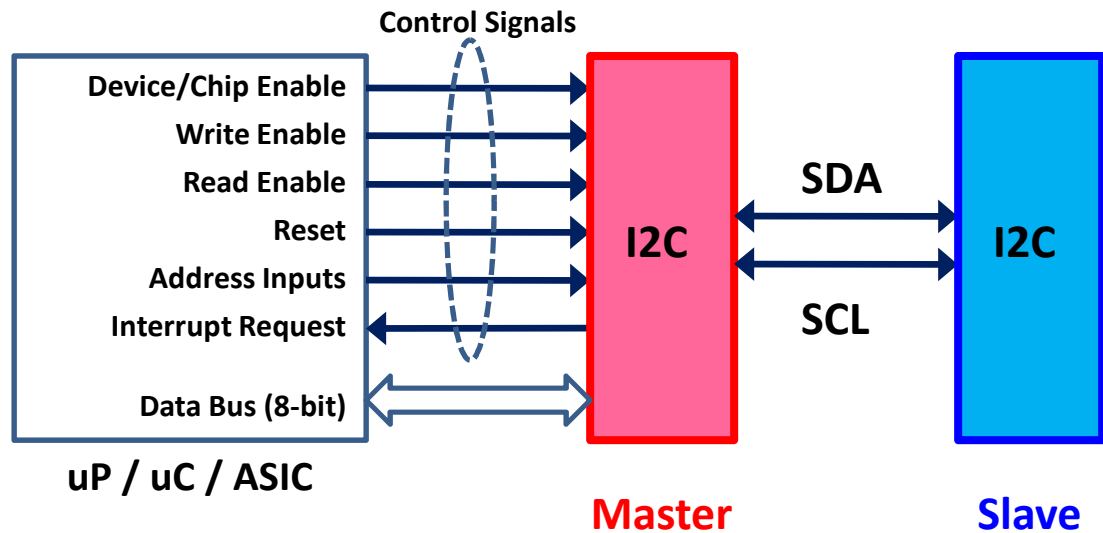 Control Signals
Device/Chip Enable
Write Enable
Read Enable
Reset
Address Inputs
Interrupt Request
Data Bus (8-bit)
uP / uC / ASIC
I2C
Master
SDA
SCL
I2C
Slave